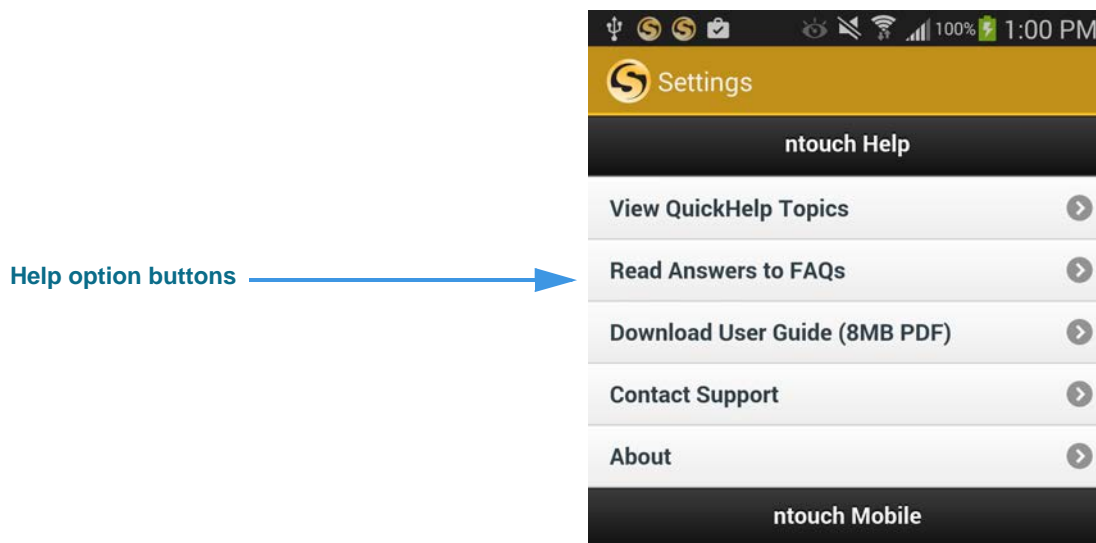 100% 1:00 PM
Settings
ntouch Help
View QuickHelp Topics
Help option buttons
Read Answers to FAQs
Download User Guide (8MB PDF)
Contact Support
About
ntouch Mobile